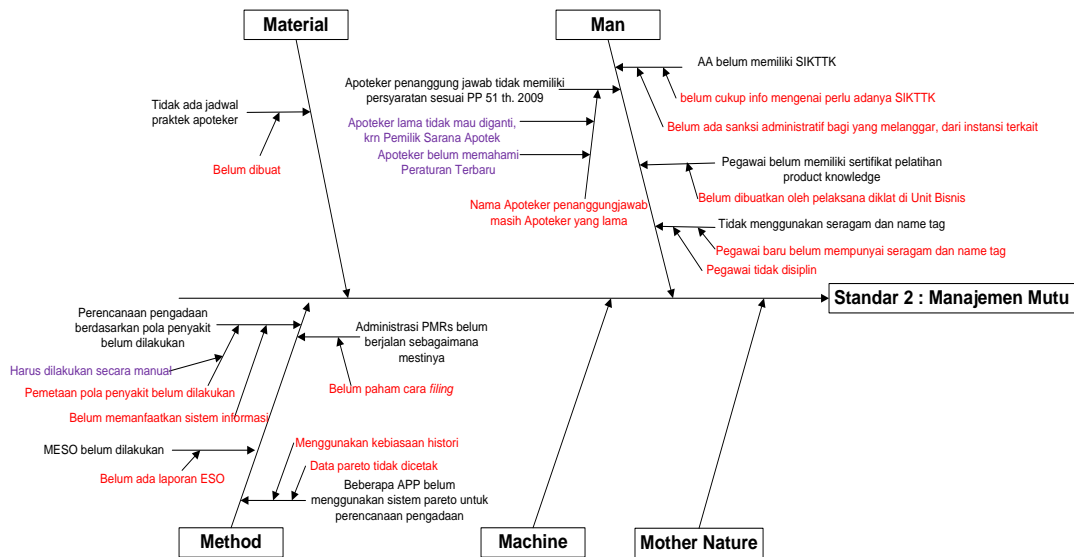 Material
Man
AA belum memiliki SIKTTK
Apoteker penanggung jawab tidak memiliki
persyaratan sesuai PP 51 th. 2009
belum cukup info mengenai perlu adanya SIKTTK
Tidak ada jadwal
praktek apoteker
Apoteker lama tidak mau diganti,
krn Pemilik Sarana Apotek
Belum ada sanksi administratif bagi yang melanggar, dari instansi terkait
Apoteker belum memahami
Peraturan Terbaru
Belum dibuat
Pegawai belum memiliki sertifikat pelatihan
product knowledge
Belum dibuatkan oleh pelaksana diklat di Unit Bisnis
Nama Apoteker penanggungjawab
masih Apoteker yang lama
Tidak menggunakan seragam dan name tag
Pegawai baru belum mempunyai seragam dan name tag
Pegawai tidak disiplin
Standar 2 : Manajemen Mutu
Perencanaan pengadaan
berdasarkan pola penyakit
belum dilakukan
Administrasi PMRs belum
berjalan sebagaimana
mestinya
Harus dilakukan secara manual
Pemetaan pola penyakit belum dilakukan
Belum paham cara filing
Belum memanfaatkan sistem informasi
MESO belum dilakukan
Menggunakan kebiasaan histori
Belum ada laporan ESO
Data pareto tidak dicetak
Beberapa APP belum
menggunakan sistem pareto untuk
perencanaan pengadaan
Method
Machine
Mother Nature